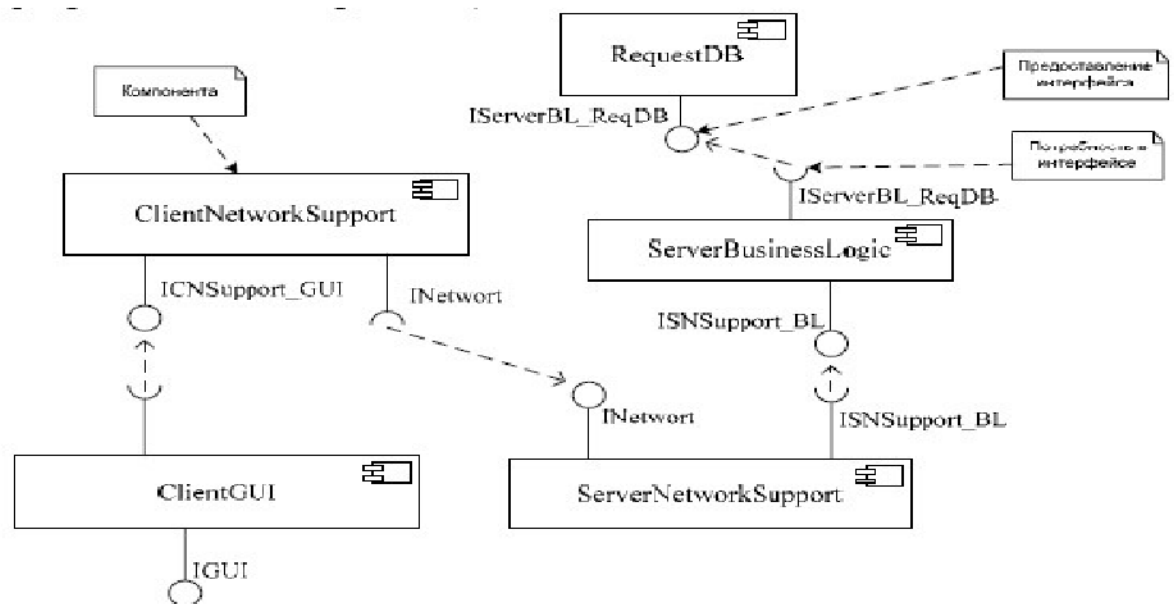 RequestDB
Предоставление
интерфейса
Компонента
IServerBL_ReqDB
Потребность в
интерфейсе
ClientNetworkSupport
IServerBL_ReqDB
ServerBusinessLogic
ICNSupport_GUI
INetwort
ISNSupport_BL
INetwort
ISNSupport_BL
ClientGUI
ServerNetworkSupport
IGUI